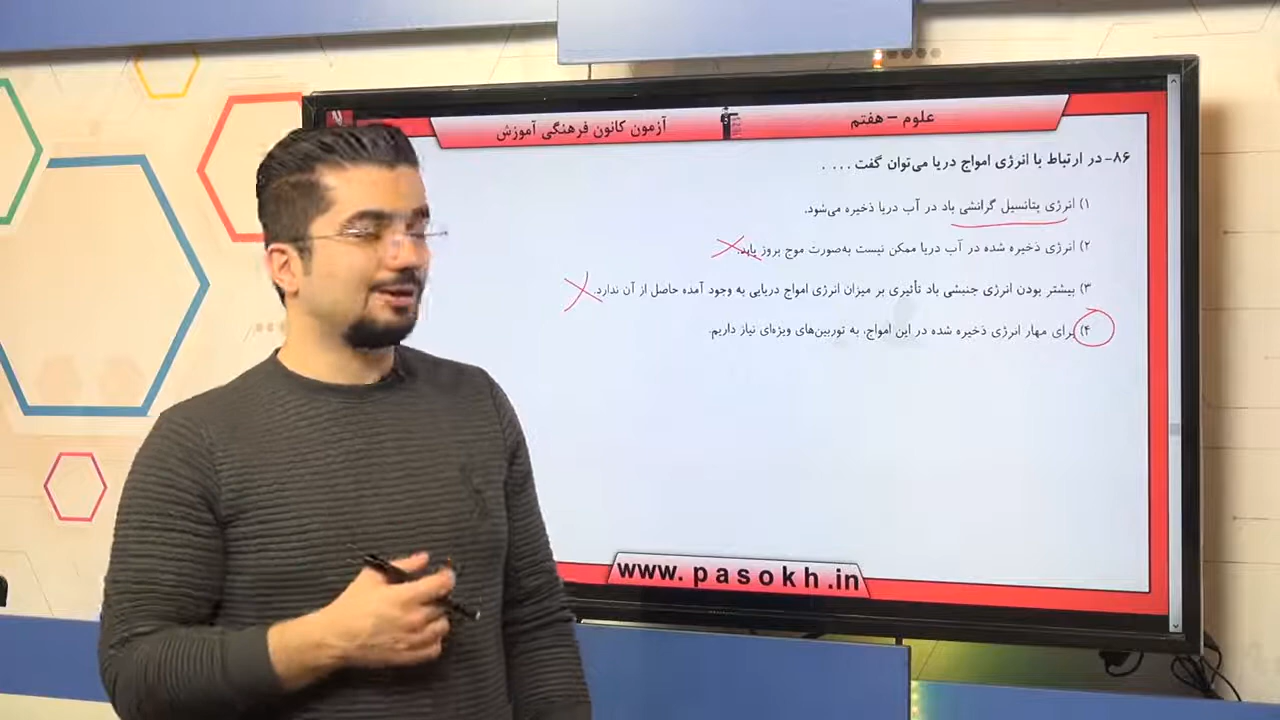 علوم – هفتم
آزمون کانون فرهنگی آموزش
۸۶- در ارتباط با انرژی امواج دریا می‌توان گفت . . . .
۱) انرژی پتانسیل گرانشی باد در آب دریا ذخیره می‌شود.
۲) انرژی ذخیره شده در آب دریا ممکن نیست به‌صورت موج بروز یابد.
۳) بیشتر بودن انرژی جنبشی باد تأثیری بر میزان انرژی امواج دریایی به وجود آمده حاصل از آن ندارد.
۴) برای مهار انرژی ذخیره شده در این امواج، به توربین‌های ویژه‌ای نیاز داریم.
www.pasokh.in